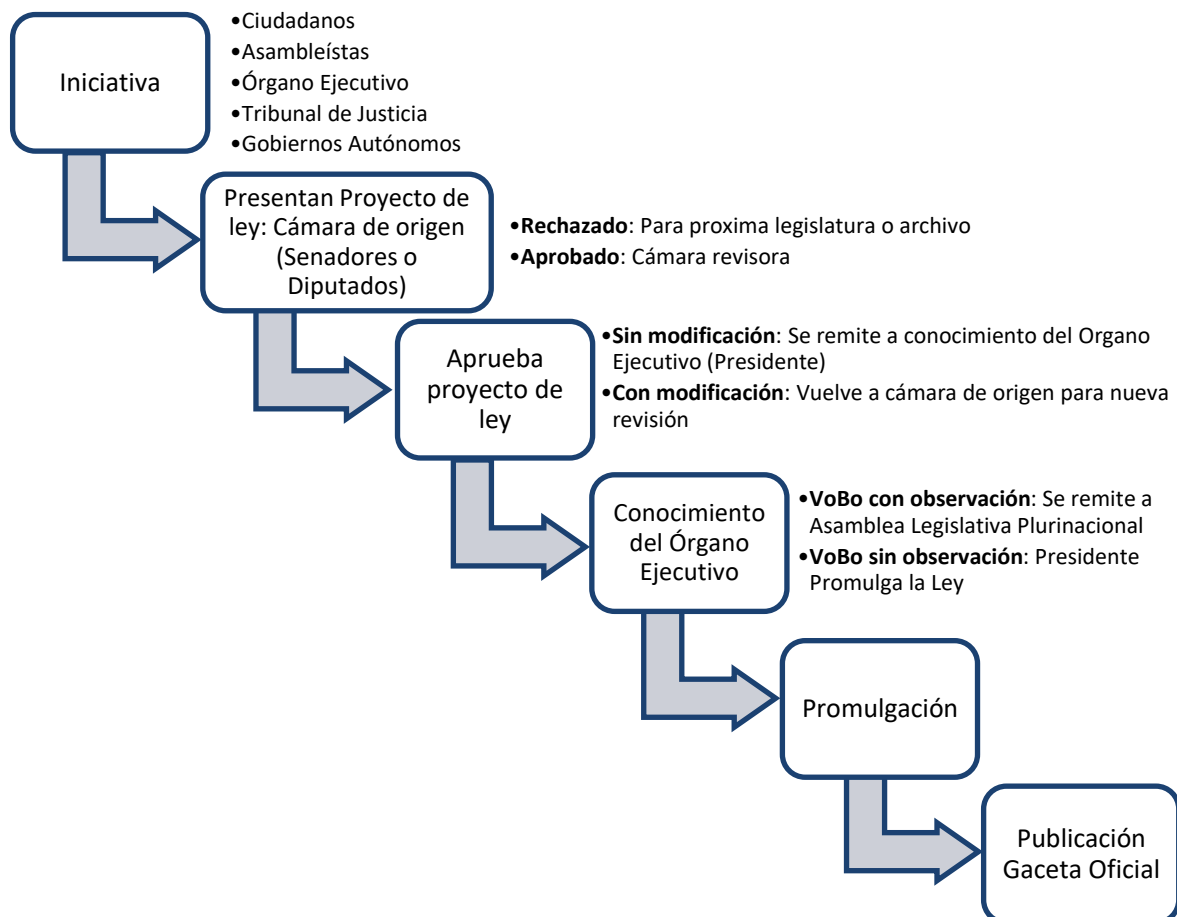 Iniciativa
•Ciudadanos
•Asambleístas
•Órgano Ejecutivo
•Tribunal de Justicia
•Gobiernos Autónomos
Presentan Proyecto de
ley: Cámara de origen
(Senadores o
Diputados)
•Rechazado: Para proxima legislatura o archivo
•Aprobado: Cámara revisora
Aprueba
proyecto de
ley
•Sin modificación: Se remite a conocimiento del Organo
Ejecutivo (Presidente)
•Con modificación: Vuelve a cámara de origen para nueva
revisión
Conocimiento
del Órgano
Ejecutivo
•VoBo con observación: Se remite a
Asamblea Legislativa Plurinacional
•VoBo sin observación: Presidente
Promulga la Ley
Promulgación
Publicación
Gaceta Oficial